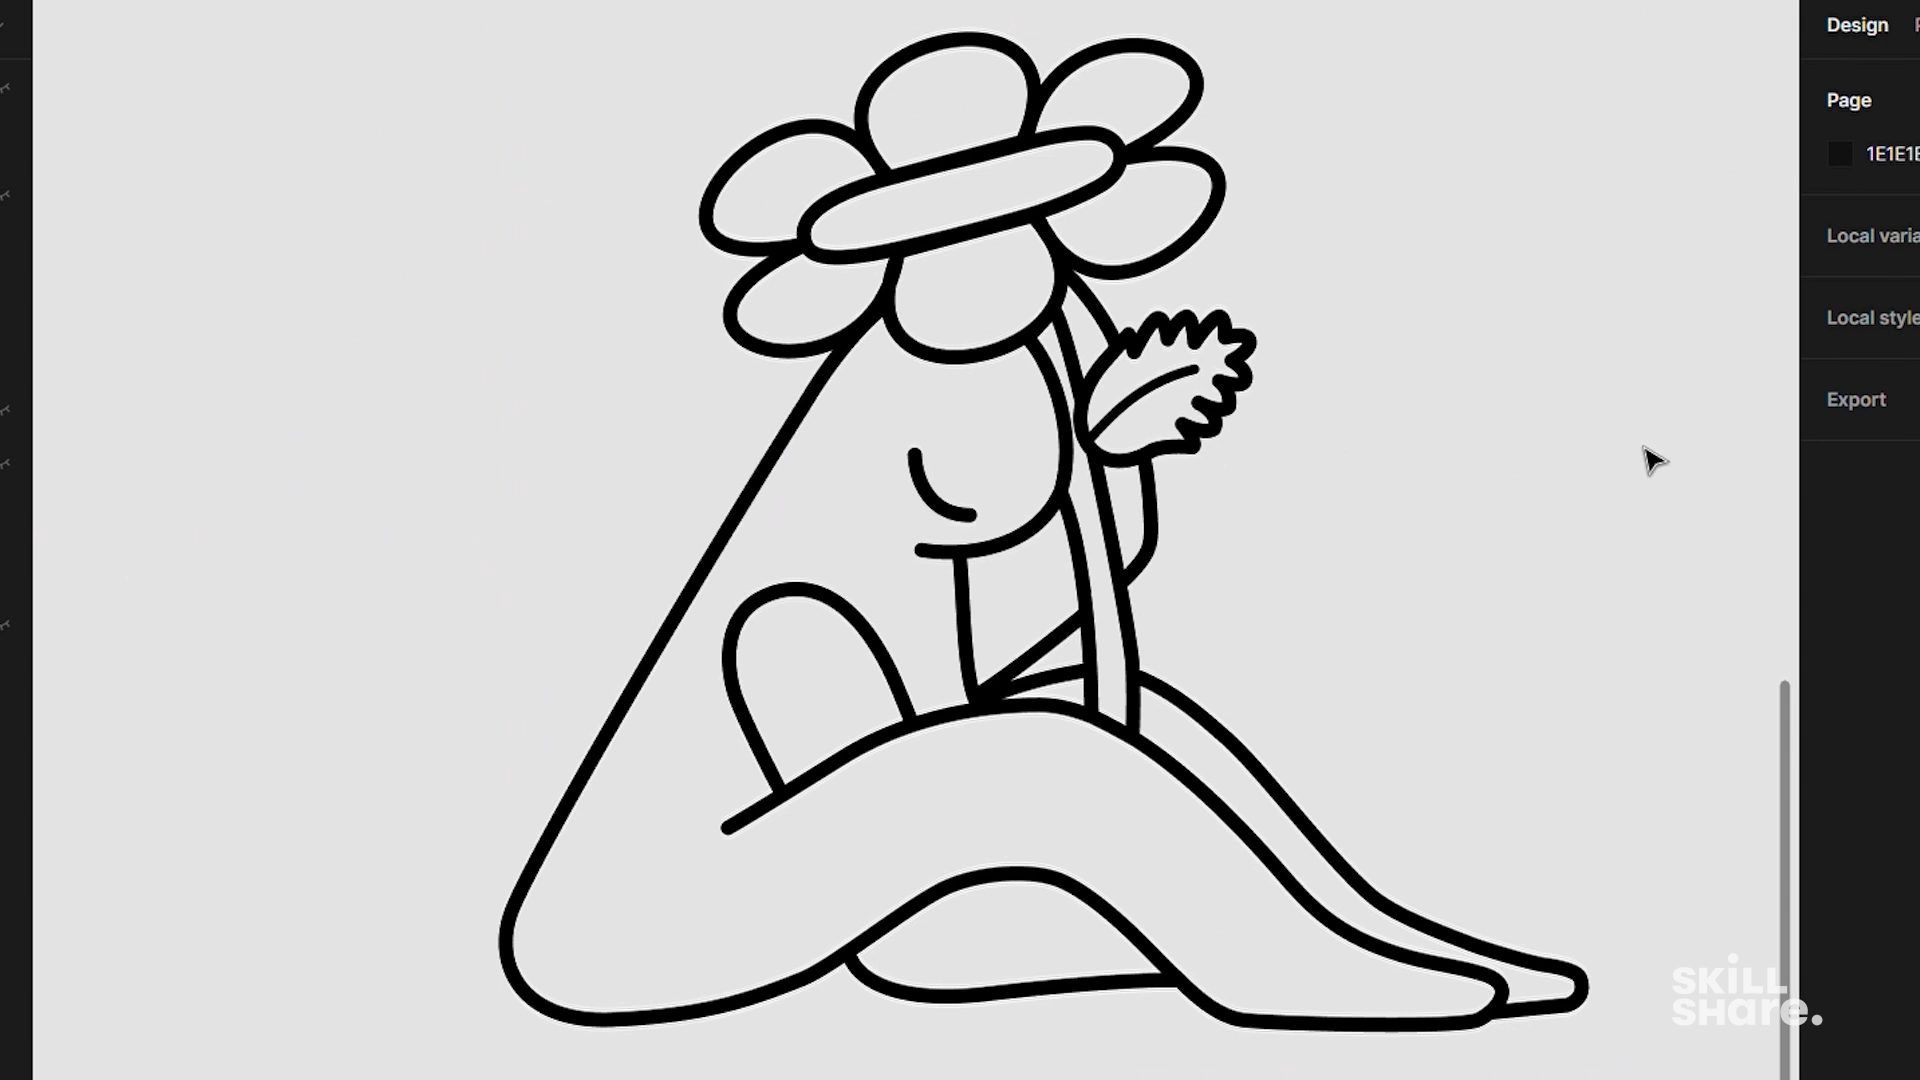 Design
Page
1E1E1E
Local varia
Local style
Export
SKILL
SHare.